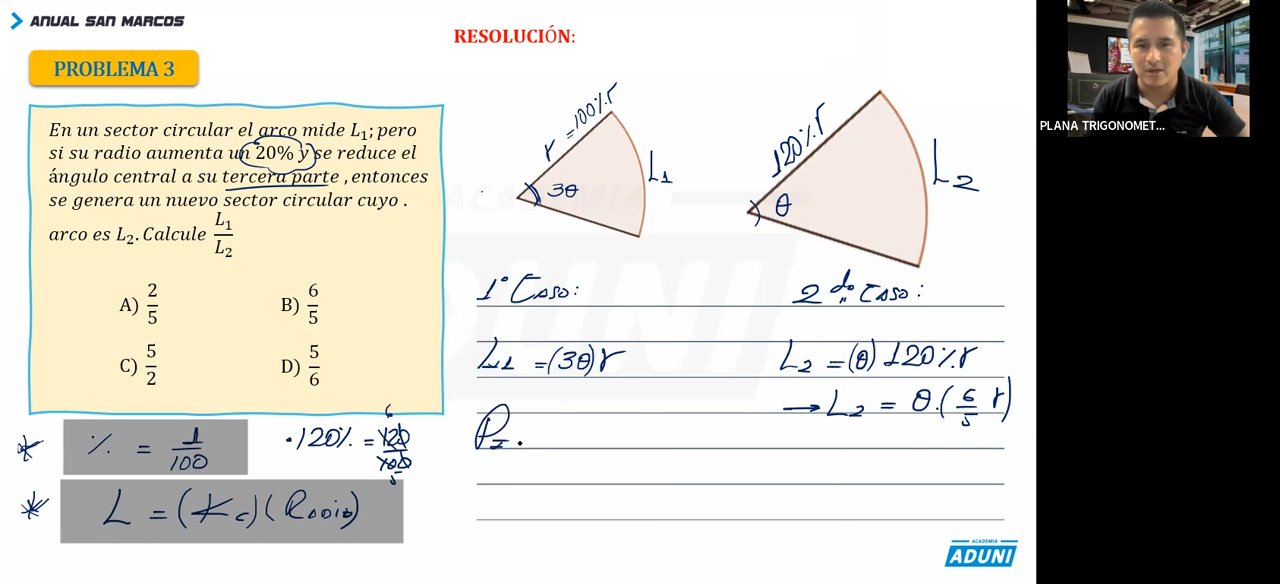 ANUAL SAN MARCOS
RESOLUCIÓN:
PROBLEMA 3
En un sector circular el arco mide L₁; pero
si su radio aumenta un 20% y se reduce el
ángulo central a su tercera parte , entonces
se genera un nuevo sector circular cuyo .
arco es L₂. Calcule L₁/L₂
A) 2/5 B) 6/5
C) 5/2 D) 5/6
r = 100%r
3θ
L₁
120%r
θ
L₂
1° Caso:
2do Caso:
L₁ = (3θ)r
L₂ = (θ) 120%r
→ L₂ = θ.(6/5 r)
* % = 1/100
·120% = 120/100
6
5
* L = (∡c)(Radio)
ACADEMIA
ADUNI
PLANA TRIGONOMET...